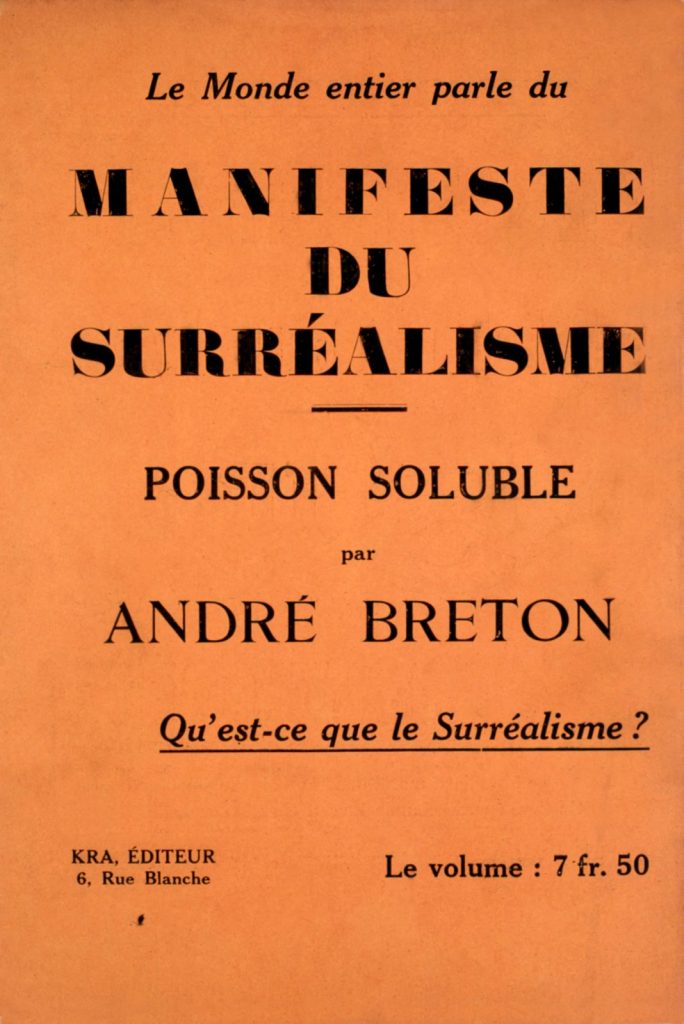 Le Monde entier parle du
MANIFESTE
DU
SURRÉALISME
POISSON SOLUBLE
par
ANDRÉ BRETON
Qu'est-ce que le Surréalisme ?
KRA, ÉDITEUR
6, Rue Blanche
Le volume : 7 fr. 50